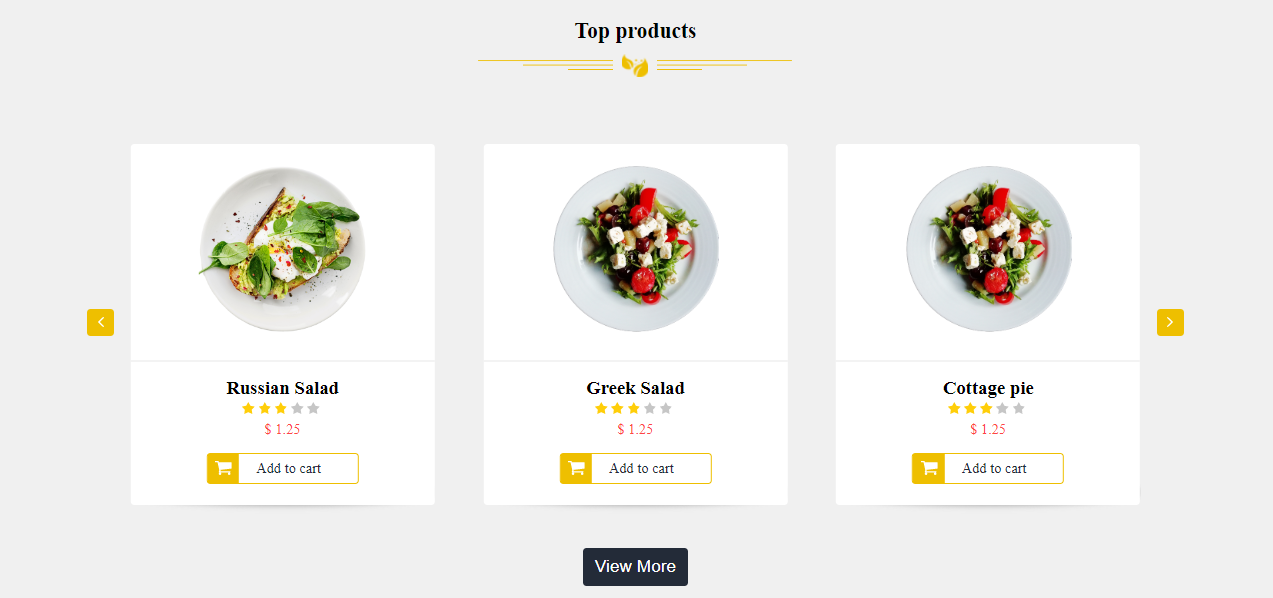 Top products
Russian Salad
$ 1.25
Add to cart
Greek Salad
$ 1.25
Add to cart
Cottage pie
$ 1.25
Add to cart
View More